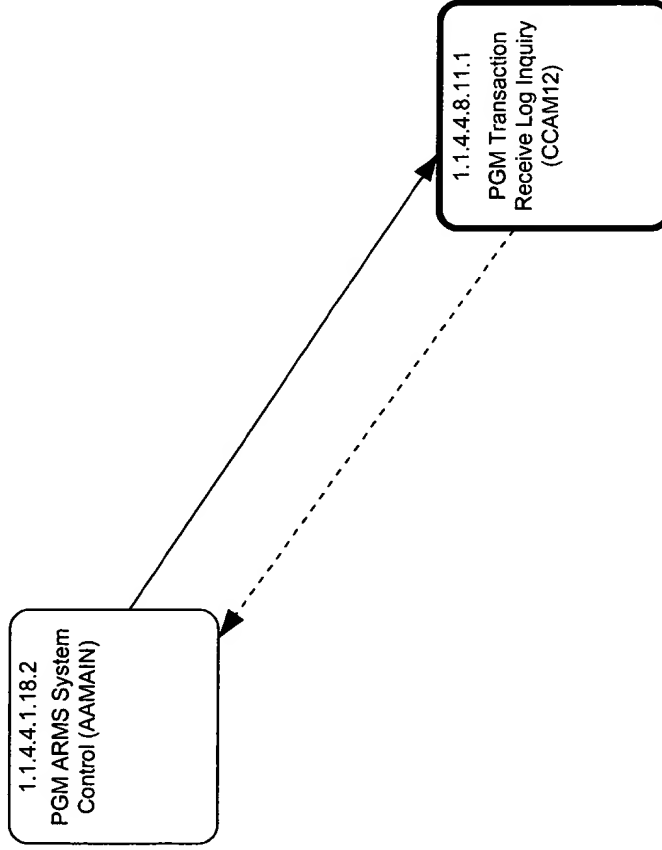 1.1.4.4.1.18.2
PGM ARMS System
Control (AAMAIN)
1.1.4.4.8.11.1
PGM Transaction
Receive Log Inquiry
(CCAM12)